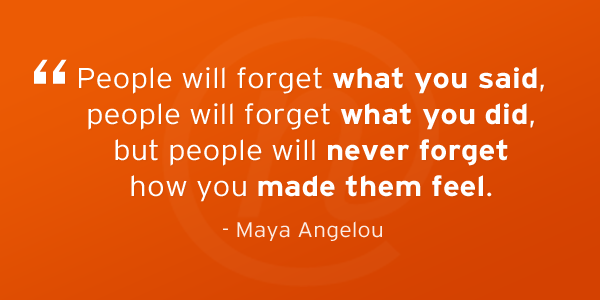 “ People will forget what you said,
people will forget what you did,
but people will never forget
how you made them feel.
- Maya Angelou